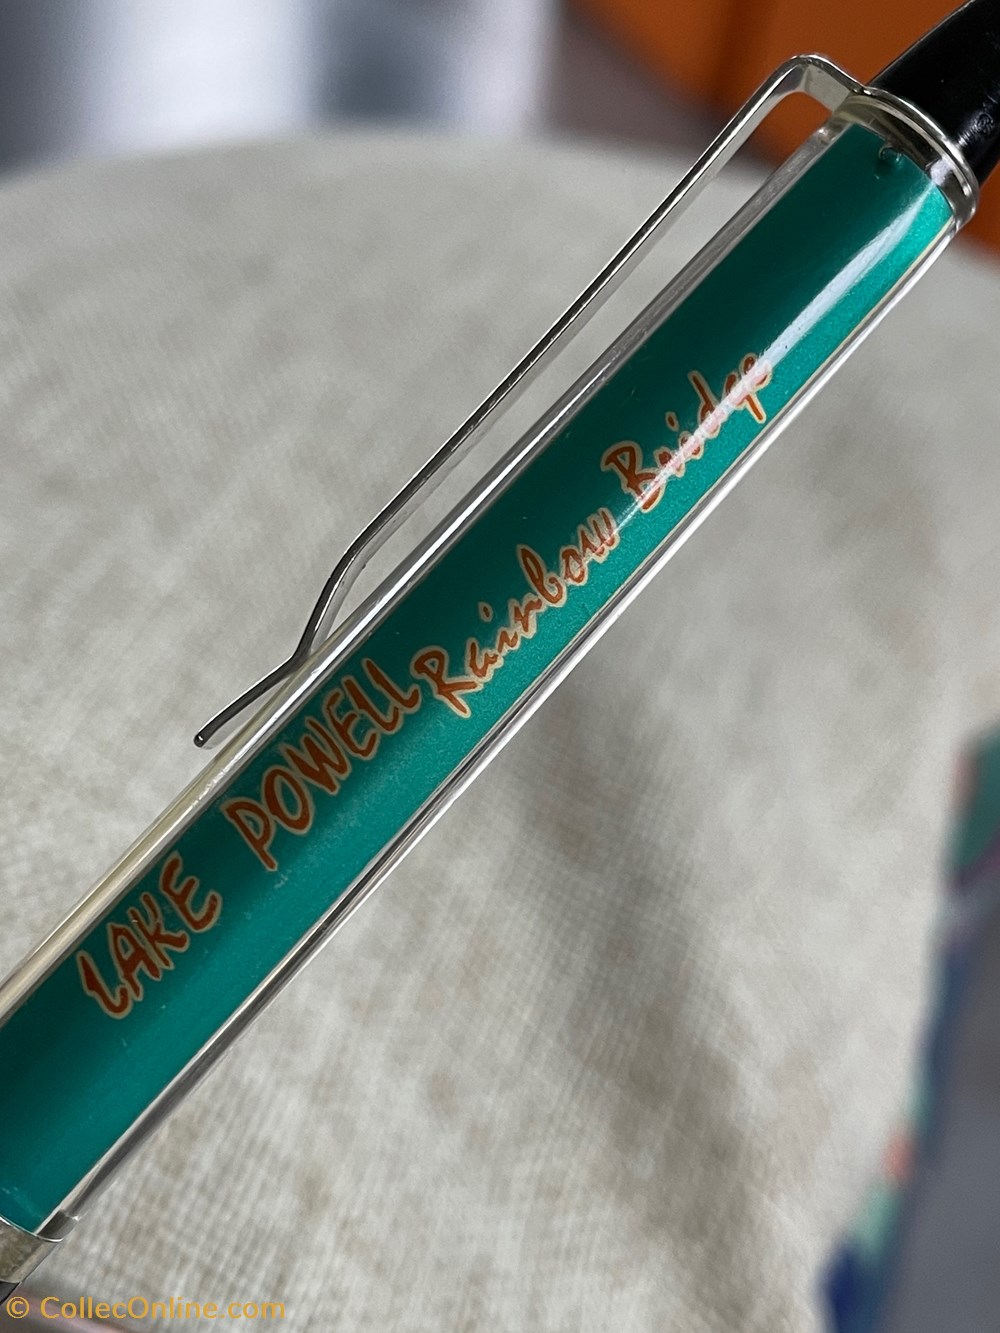 LAKE POWELL
Rainbow Bridge
© CollecOnline.com